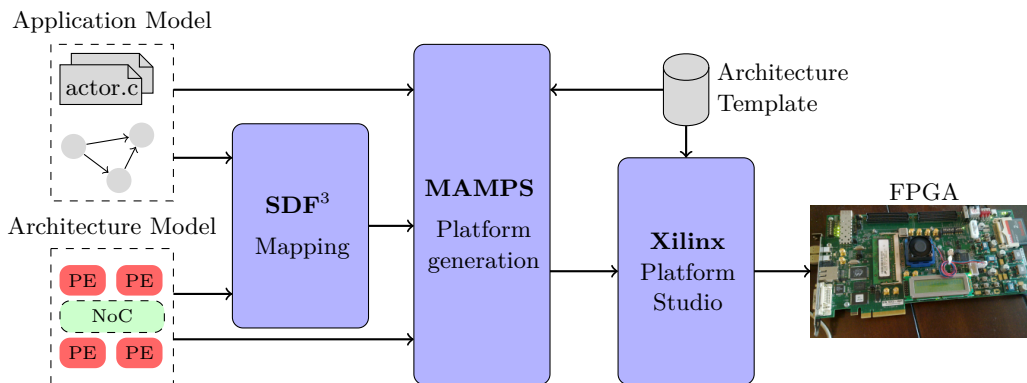 Application Model
actor.c
Architecture Model
PE PE
NoC
PE PE
SDF³
Mapping
MAMPS
Platform
generation
Architecture
Template
Xilinx
Platform
Studio
FPGA